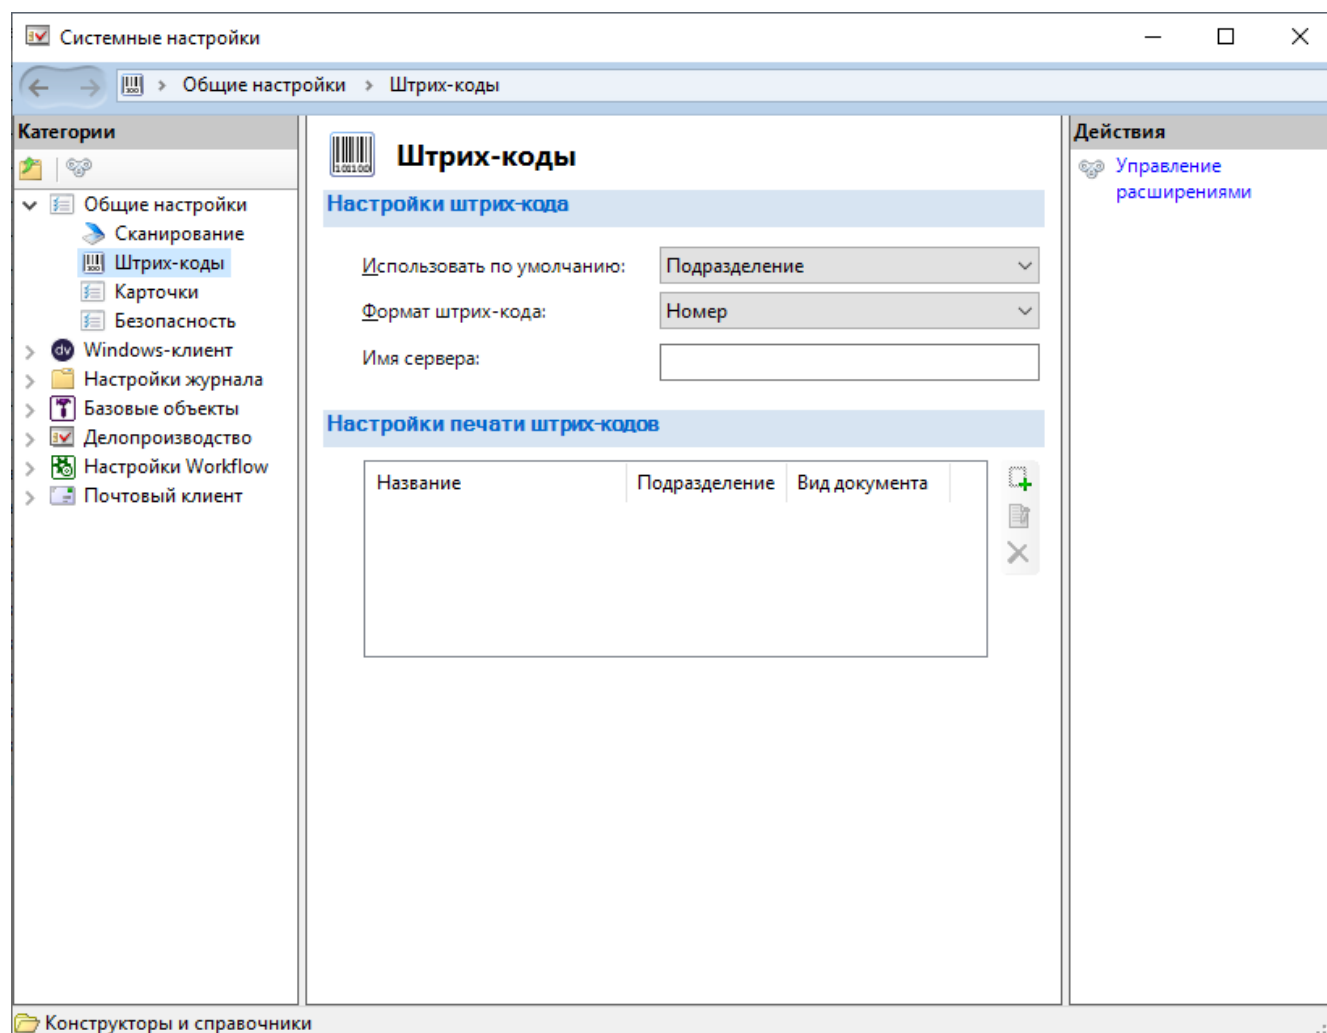 Системные настройки
Общие настройки > Штрих-коды
Категории
Общие настройки
Сканирование
Штрих-коды
Карточки
Безопасность
Windows-клиент
Настройки журнала
Базовые объекты
Делопроизводство
Настройки Workflow
Почтовый клиент
Штрих-коды
Настройки штрих-кода
Использовать по умолчанию: Подразделение
Формат штрих-кода: Номер
Имя сервера:
Настройки печати штрих-кодов
Название Подразделение Вид документа
Действия
Управление
расширениями
Конструкторы и справочники